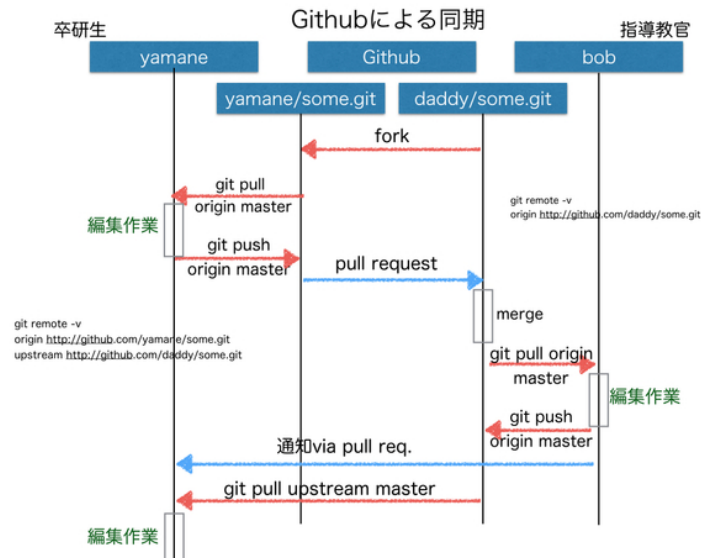 Githubによる同期
卒研生
指導教官
yamane
Github
bob
yamane/some.git
daddy/some.git
fork
git pull
origin master
git remote -v
origin http://github.com/daddy/some.git
編集作業
git push
origin master
pull request
merge
git remote -v
origin http://github.com/yamane/some.git
upstream http://github.com/daddy/some.git
git pull origin
master
編集作業
git push
origin master
通知via pull req.
git pull upstream master
編集作業